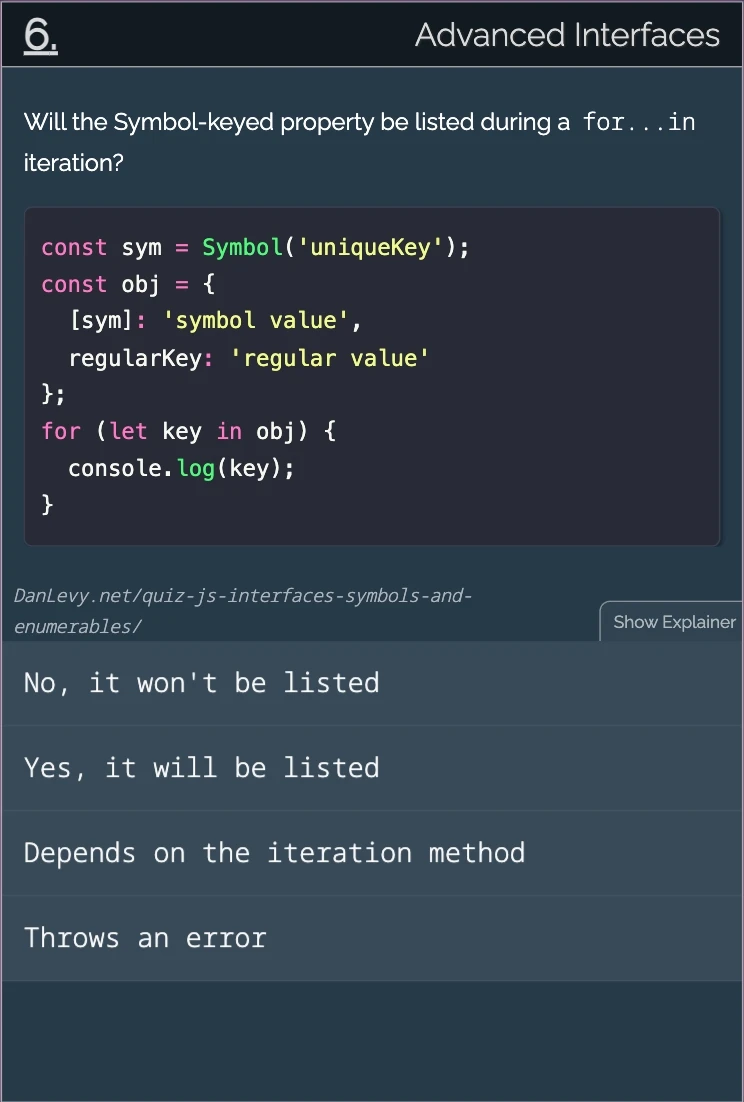 6.
Advanced Interfaces
Will the Symbol-keyed property be listed during a for...in
iteration?
const sym = Symbol('uniqueKey');
const obj = {
  [sym]: 'symbol value',
  regularKey: 'regular value'
};
for (let key in obj) {
  console.log(key);
}
DanLevy.net/quiz-js-interfaces-symbols-and-
enumerables/
Show Explainer
No, it won't be listed
Yes, it will be listed
Depends on the iteration method
Throws an error